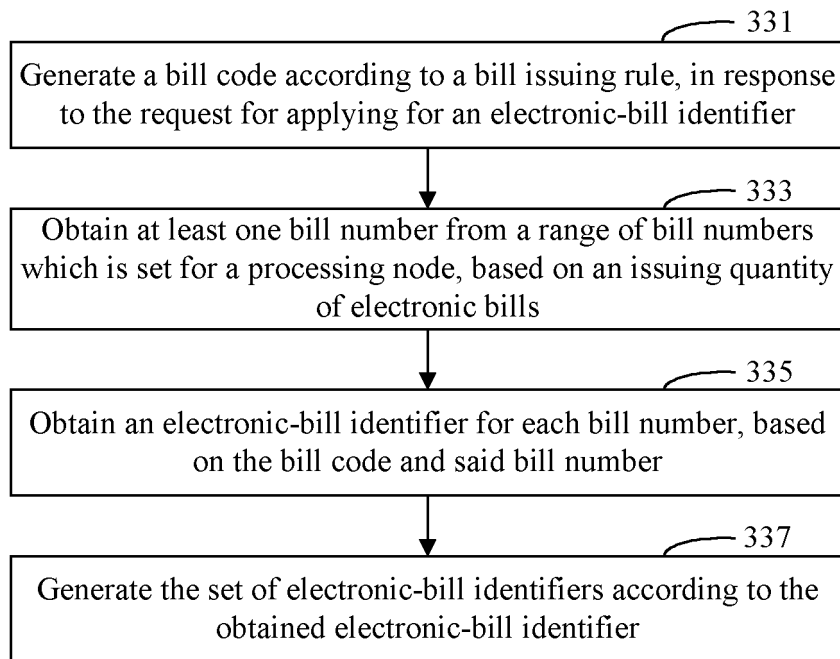 331
Generate a bill code according to a bill issuing rule, in response
to the request for applying for an electronic-bill identifier
333
Obtain at least one bill number from a range of bill numbers
which is set for a processing node, based on an issuing quantity
of electronic bills
335
Obtain an electronic-bill identifier for each bill number, based
on the bill code and said bill number
337
Generate the set of electronic-bill identifiers according to the
obtained electronic-bill identifier